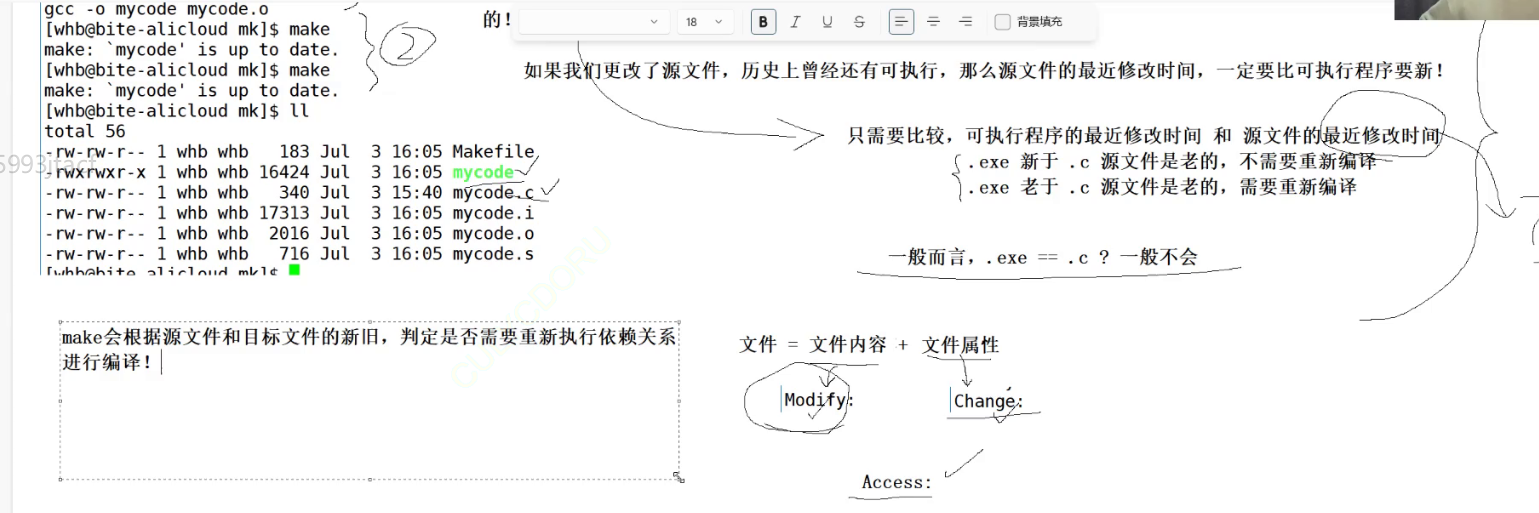 gcc -o mycode mycode.o
[whb@bite-alicloud mk]$ make
make: `mycode' is up to date.
[whb@bite-alicloud mk]$ make
make: `mycode' is up to date.
[whb@bite-alicloud mk]$ ll
total 56
-rw-rw-r-- 1 whb whb   183 Jul  3 16:05 Makefile
-rwxrwxr-x 1 whb whb 16424 Jul  3 16:05 mycode
-rw-rw-r-- 1 whb whb   340 Jul  3 15:40 mycode.c
-rw-rw-r-- 1 whb whb 17313 Jul  3 16:05 mycode.i
-rw-rw-r-- 1 whb whb  2016 Jul  3 16:05 mycode.o
-rw-rw-r-- 1 whb whb   716 Jul  3 16:05 mycode.s
[whb@bite-alicloud mk]$
②
的！
18 B I U S 背景填充
如果我们更改了源文件，历史上曾经还有可执行，那么源文件的最近修改时间，一定要比可执行程序要新！
只需要比较，可执行程序的最近修改时间 和 源文件的最近修改时间
.exe 新于 .c 源文件是老的，不需要重新编译
.exe 老于 .c 源文件是老的，需要重新编译
一般而言，.exe == .c ? 一般不会
make会根据源文件和目标文件的新旧，判定是否需要重新执行依赖关系
进行编译！
文件 = 文件内容 + 文件属性
Modify:
Change:
Access: